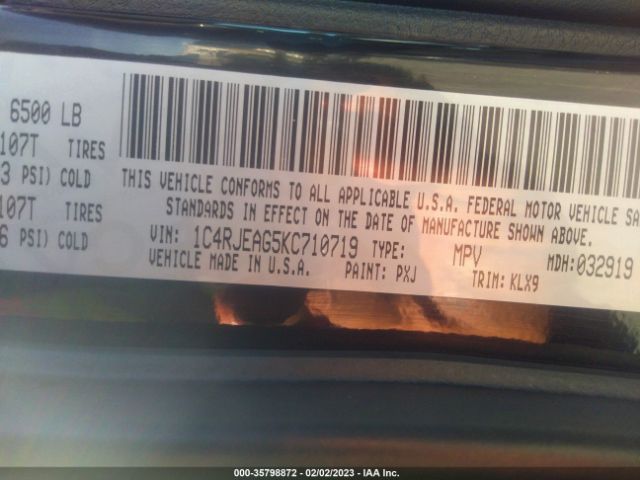 6500 LB
107T TIRES
3 PSI) COLD
107T TIRES
6 PSI) COLD
THIS VEHICLE CONFORMS TO ALL APPLICABLE U.S.A. FEDERAL MOTOR VEHICLE SA
STANDARDS IN EFFECT ON THE DATE OF MANUFACTURE SHOWN ABOVE.
VIN: 1C4RJEAG5KC710719 TYPE: MPV MDH:032919
VEHICLE MADE IN U.S.A. PAINT: PXJ TRIM: KLX9
000-35798872 - 02/02/2023 - IAA Inc.